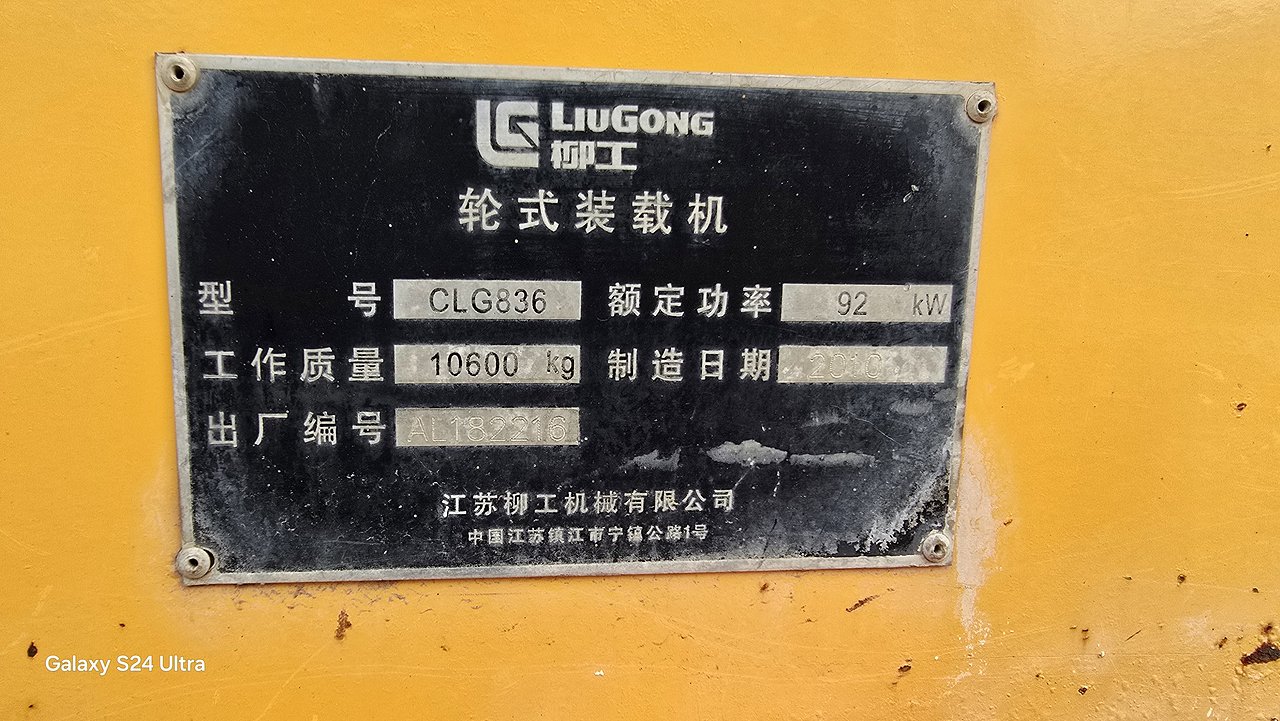 LIUGONG
柳工
轮式装载机
型号 CLG836 额定功率 92 kW
工作质量 10600 kg 制造日期 2010
出厂编号 AL182216
江苏柳工机械有限公司
中国江苏镇江市宁镇公路1号
Galaxy S24 Ultra